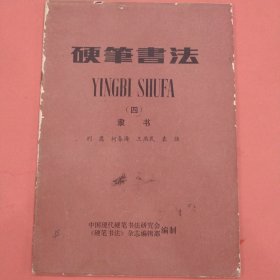 硬筆書法
YINGBI SHUFA
（四）
隶 书
中国现代硬笔书法研究会
《硬笔书法》杂志编辑部 编制